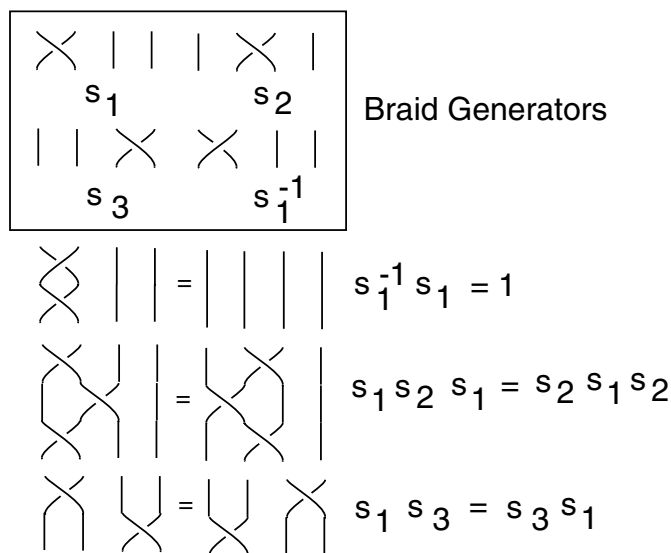 s₁ s₂
Braid Generators
s₃ s₁⁻¹
= s₁⁻¹ s₁ = 1
= s₁ s₂ s₁ = s₂ s₁ s₂
= s₁ s₃ = s₃ s₁